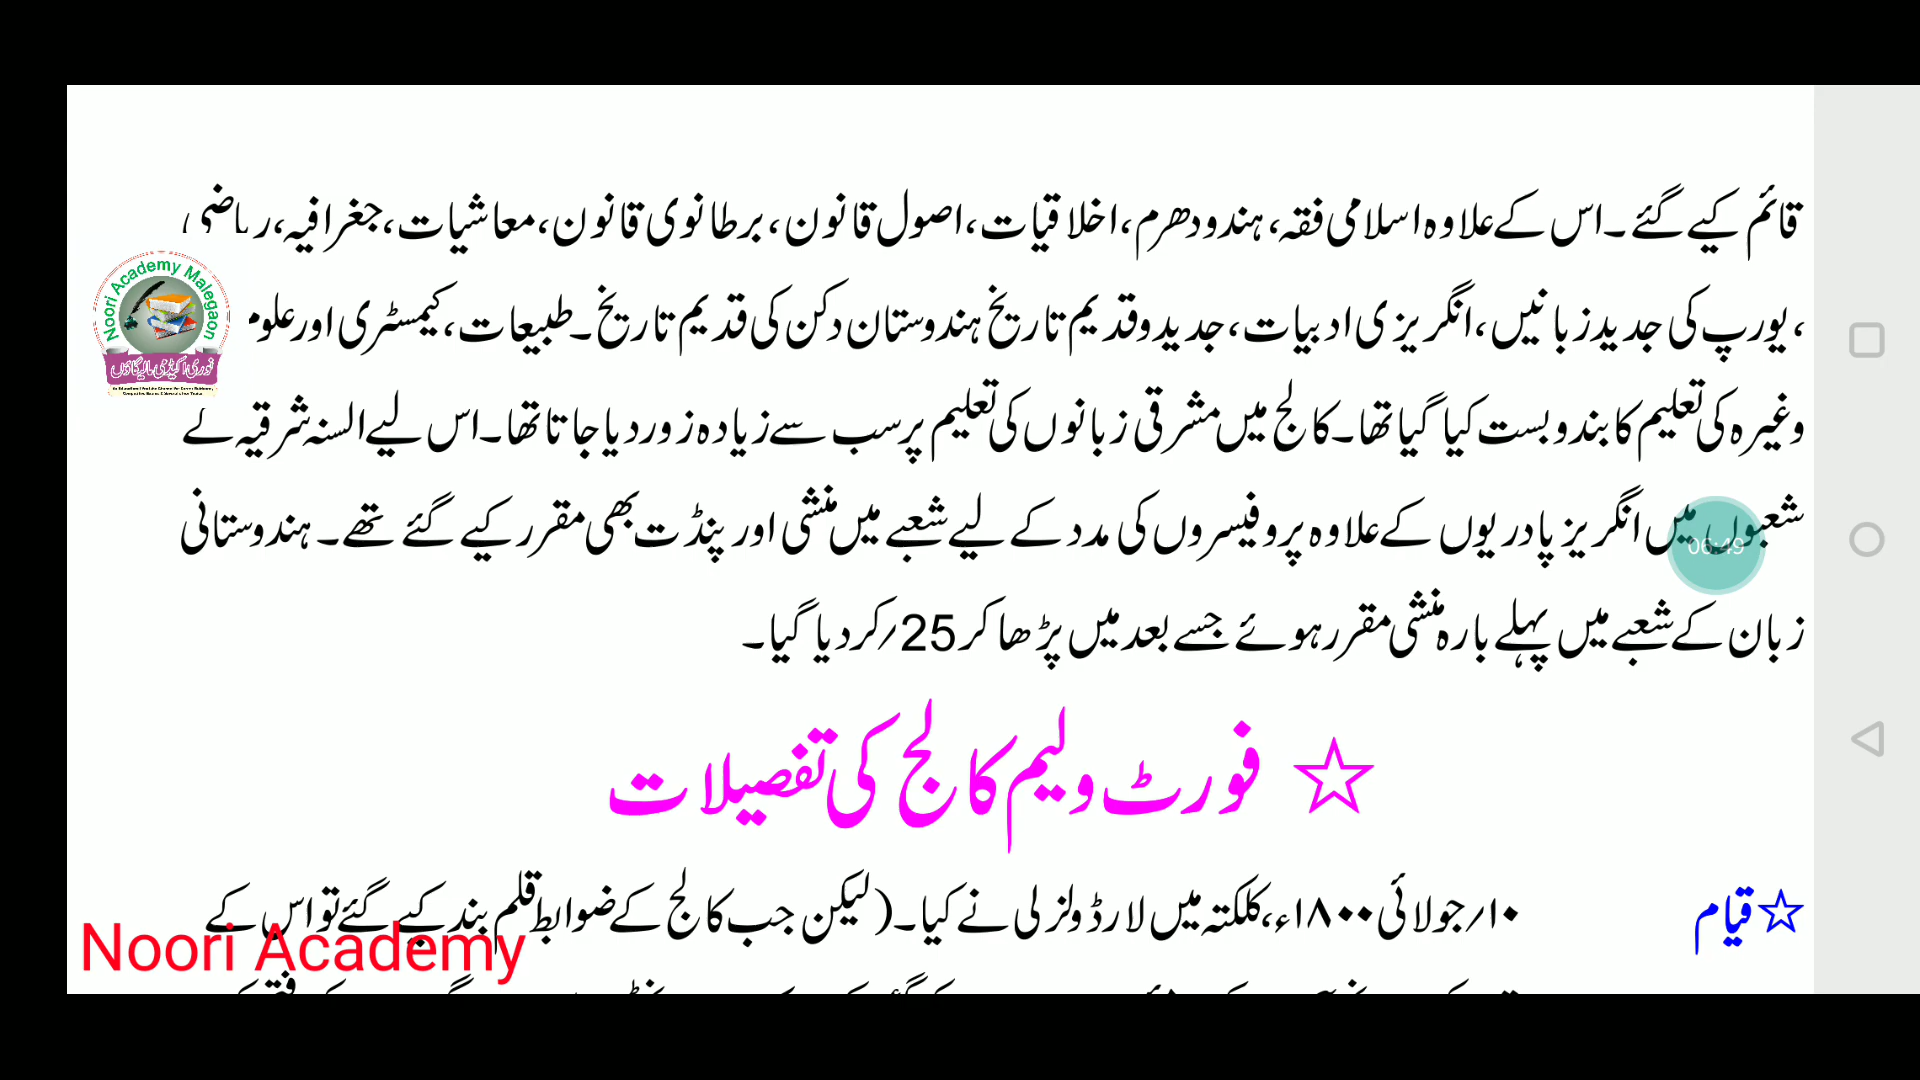 قائم کیے گئے۔اس کے علاوہ اسلامی فقہ، ہندو دھرم، اخلاقیات، اصول قانون، برطانوی قانون، معاشیات، جغرافیہ، ریاضی
، یورپ کی جدید زبانیں، انگریزی ادبیات، جدید و قدیم تاریخ ہندوستان دکن کی قدیم تاریخ۔ طبیعات، کیمسٹری اور علوم
وغیرہ کی تعلیم کا بندوبست کیا گیا تھا۔ کالج میں مشرقی زبانوں کی تعلیم پر سب سے زیادہ زور دیا جاتا تھا۔ اس لیے السنہ شرقیہ کے
شعبوں میں انگریز پادریوں کے علاوہ پروفیسروں کی مدد کے لیے شعبے میں منشی اور پنڈت بھی مقرر کیے گئے تھے۔ ہندوستانی
زبان کے شعبے میں پہلے بارہ منشی مقرر ہوئے جسے بعد میں پڑھا کر 25/کر دیا گیا۔
☆ فورٹ ولیم کالج کی تفصیلات
☆ قیام ۱۰/جولائی ۱۸۰۰ء، کلکتہ میں لارڈ ولزلی نے کیا۔ (لیکن جب کالج کے ضوابط قلم بند کیے گئے تو اس کے
Noori Academy
Noori Academy Malegaon
نوری اکیڈمی مالیگاؤں
06:49